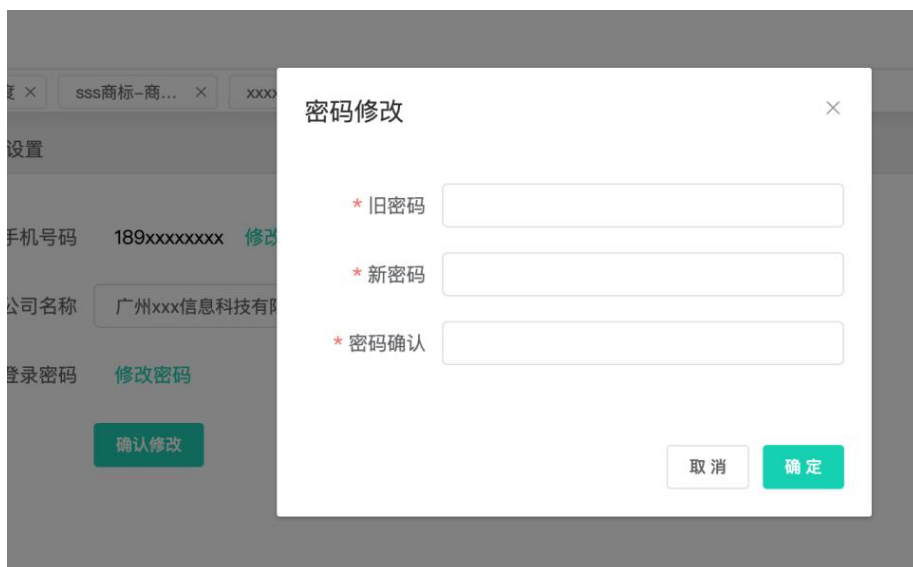 度 × sss商标-商... × xxxx
设置
手机号码 189xxxxxxxx 修改
公司名称 广州xxx信息科技有限
登录密码 修改密码
确认修改
密码修改 ×
* 旧密码
* 新密码
* 密码确认
取消 确定